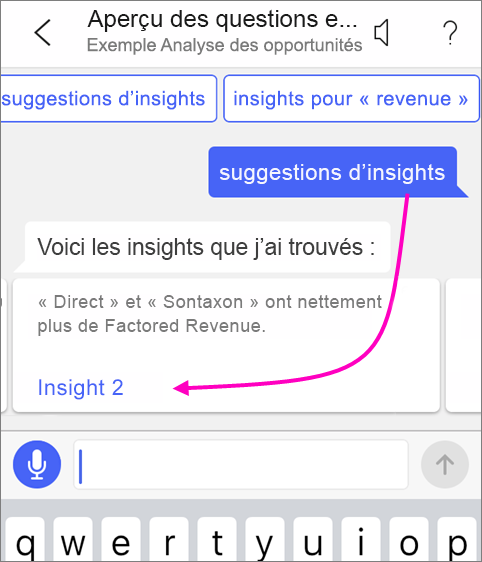 Aperçu des questions e...
Exemple Analyse des opportunités
?
suggestions d’insights
insights pour « revenue »
suggestions d’insights
Voici les insights que j’ai trouvés :
« Direct » et « Sontaxon » ont nettement
plus de Factored Revenue.
Insight 2
q w e r t y u i o p